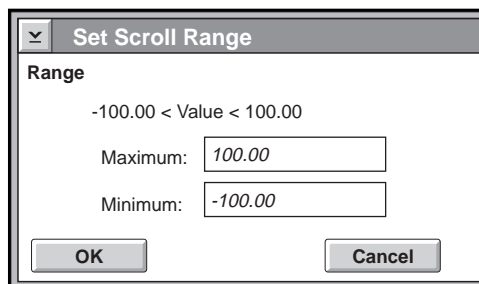 Set Scroll Range
Range
-100.00 < Value < 100.00
Maximum: 100.00
Minimum: -100.00
OK Cancel